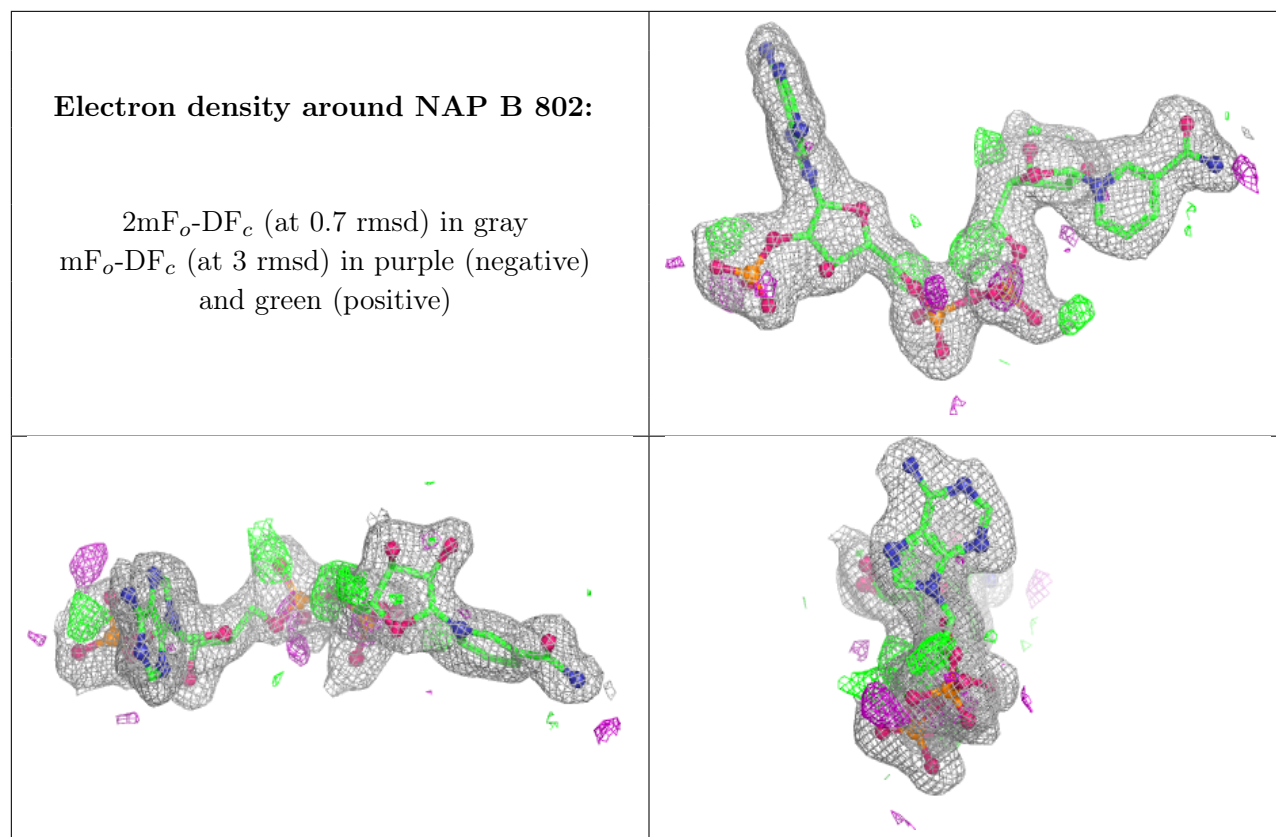 Electron density around NAP B 802:
2mFo-DFc (at 0.7 rmsd) in gray
mFo-DFc (at 3 rmsd) in purple (negative)
and green (positive)